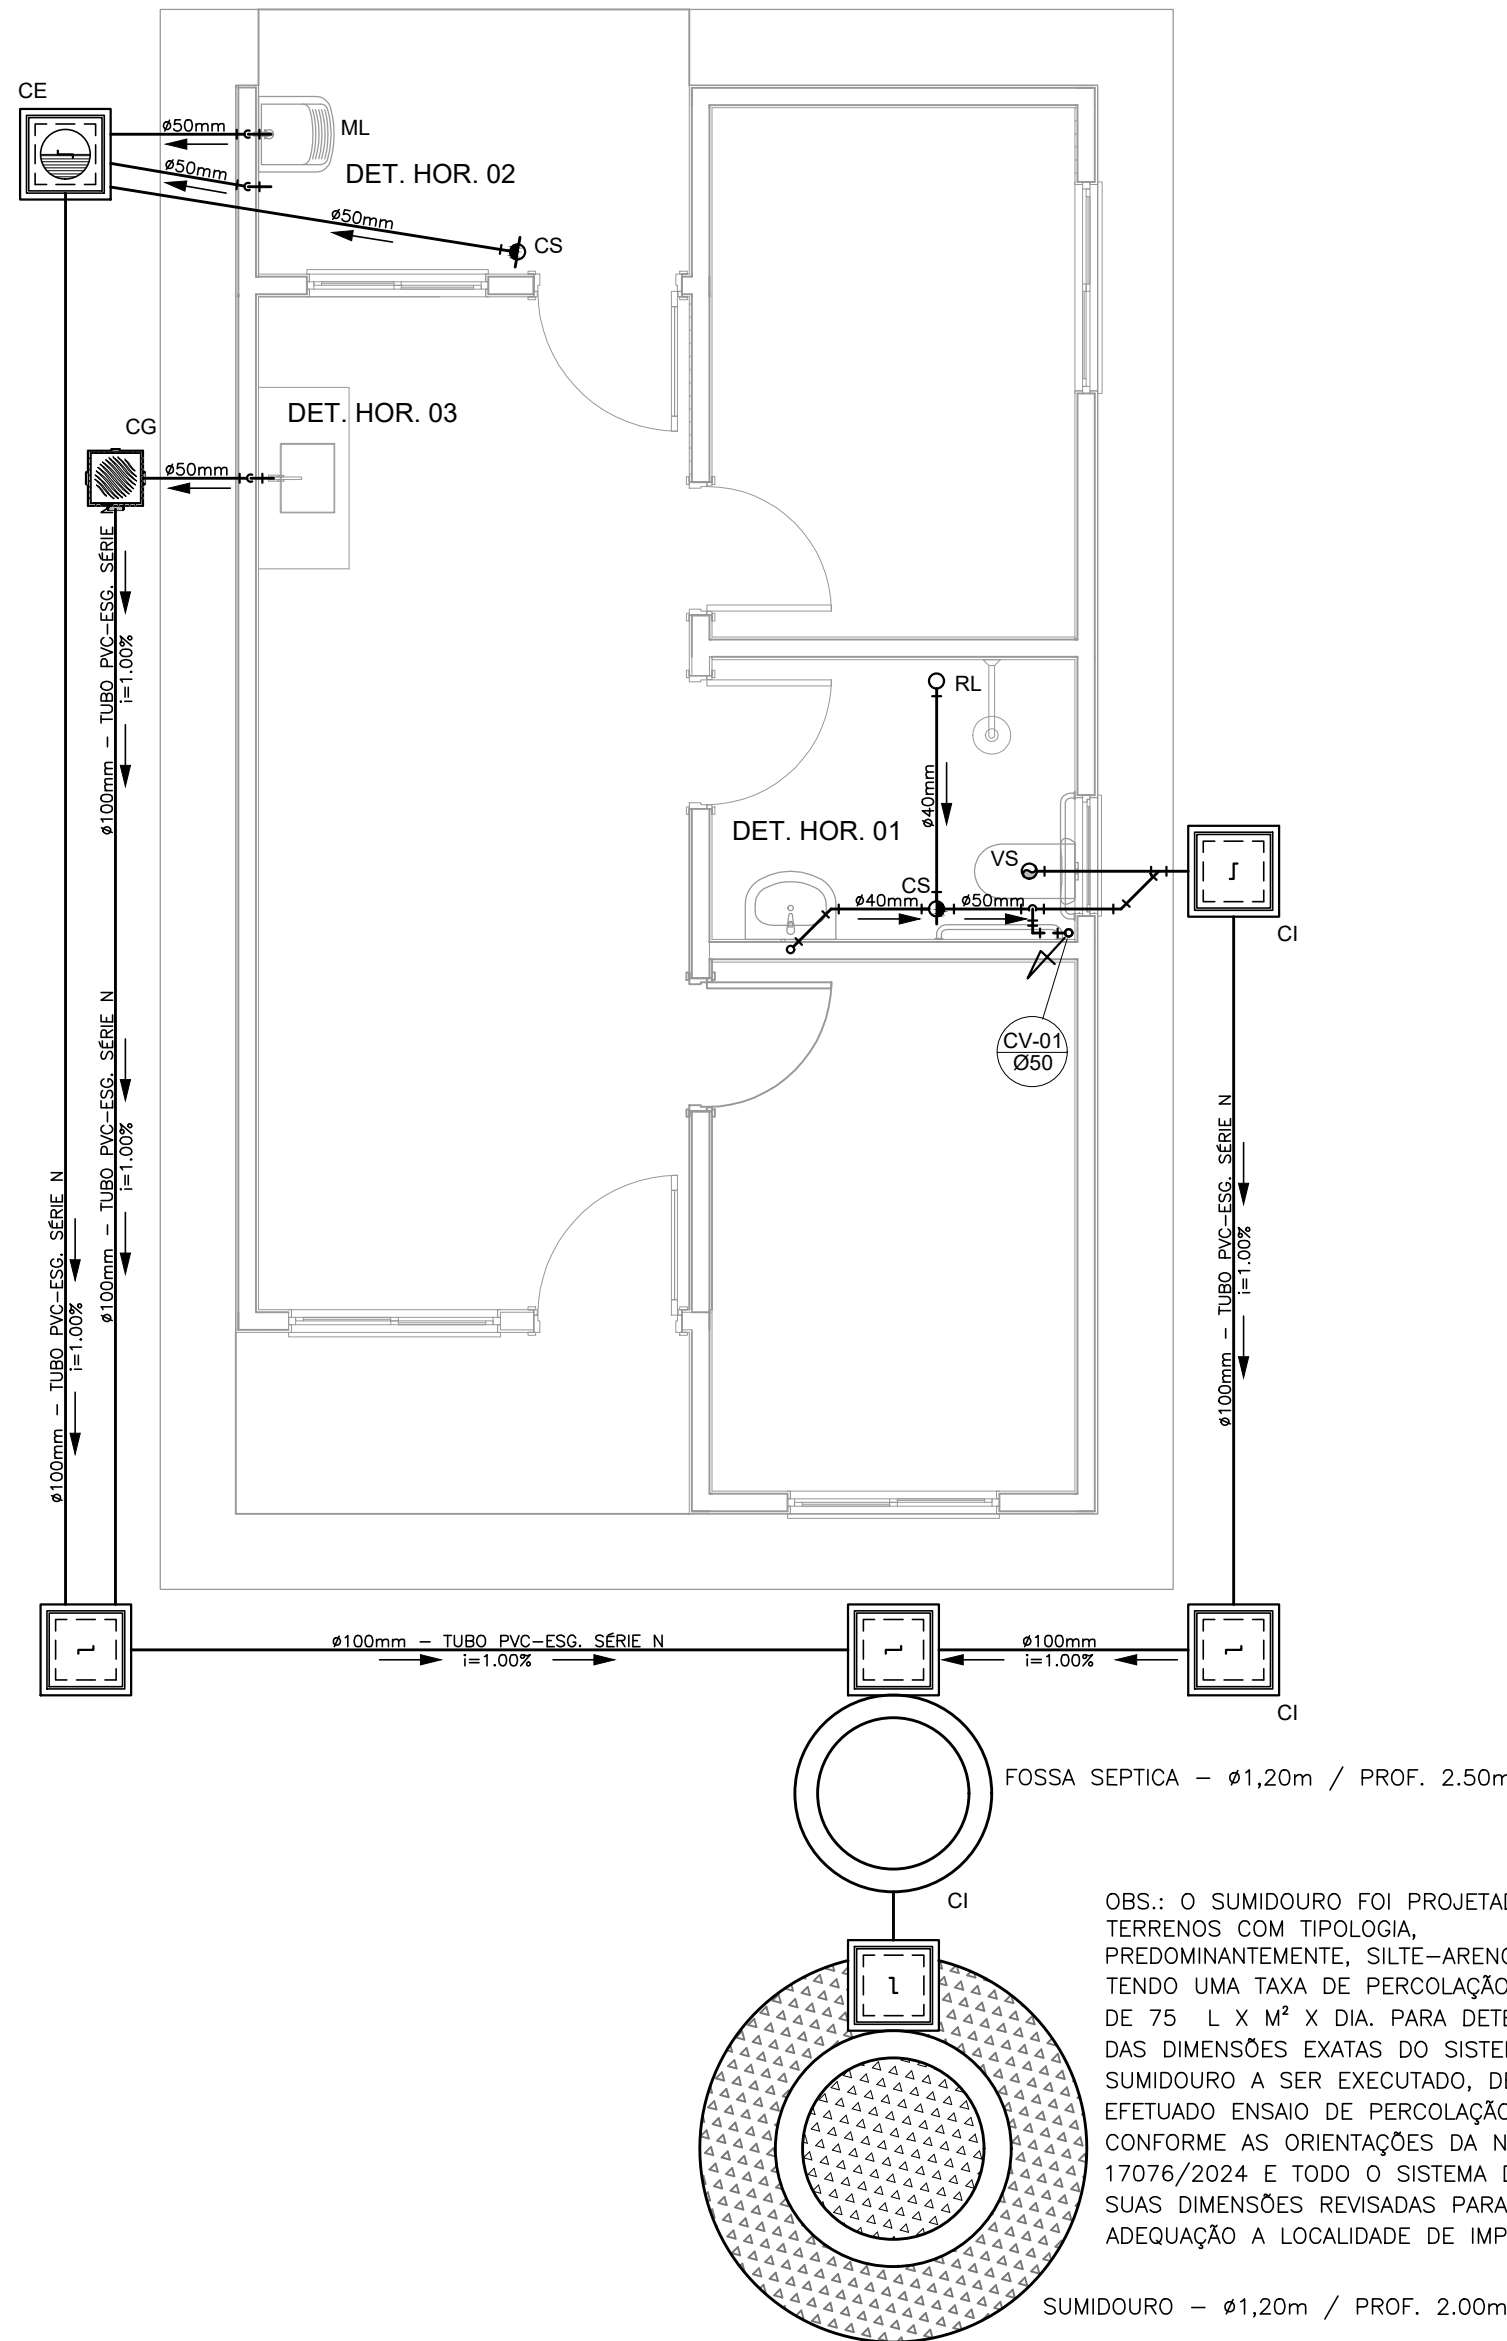 CE
ø50mm
ML
DET. HOR. 02
ø50mm
ø50mm
CS
DET. HOR. 03
CG
ø50mm
ø100mm – TUBO PVC–ESG. SÉRIE N
i=1.00%
RL
ø40mm
DET. HOR. 01
VS
CS
ø40mm
ø50mm
CI
CV-01
Ø50
ø100mm – TUBO PVC–ESG. SÉRIE N
i=1.00%
ø100mm – TUBO PVC–ESG. SÉRIE N
i=1.00%
ø100mm – TUBO PVC–ESG. SÉRIE N
i=1.00%
ø100mm – TUBO PVC–ESG. SÉRIE N
i=1.00%
ø100mm
i=1.00%
CI
FOSSA SEPTICA – ø1,20m / PROF. 2.50m
CI
OBS.: O SUMIDOURO FOI
TERRENOS COM TIPOLOGIA,
PREDOMINANTEMENTE,
TENDO UMA TAXA DE PERCOLAÇÃO
DE 75 L X M² X DIA. PARA
DAS DIMENSÕES EXATAS DO
SUMIDOURO A SER EXECUTADO,
EFETUADO ENSAIO DE PERCOLAÇÃO
CONFORME AS ORIENTAÇÕES DA
17076/2024 E TODO O SISTEMA
SUAS DIMENSÕES REVISADAS PARA
ADEQUAÇÃO A LOCALIDADE DE
SUMIDOURO – ø1,20m / PROF. 2.00m